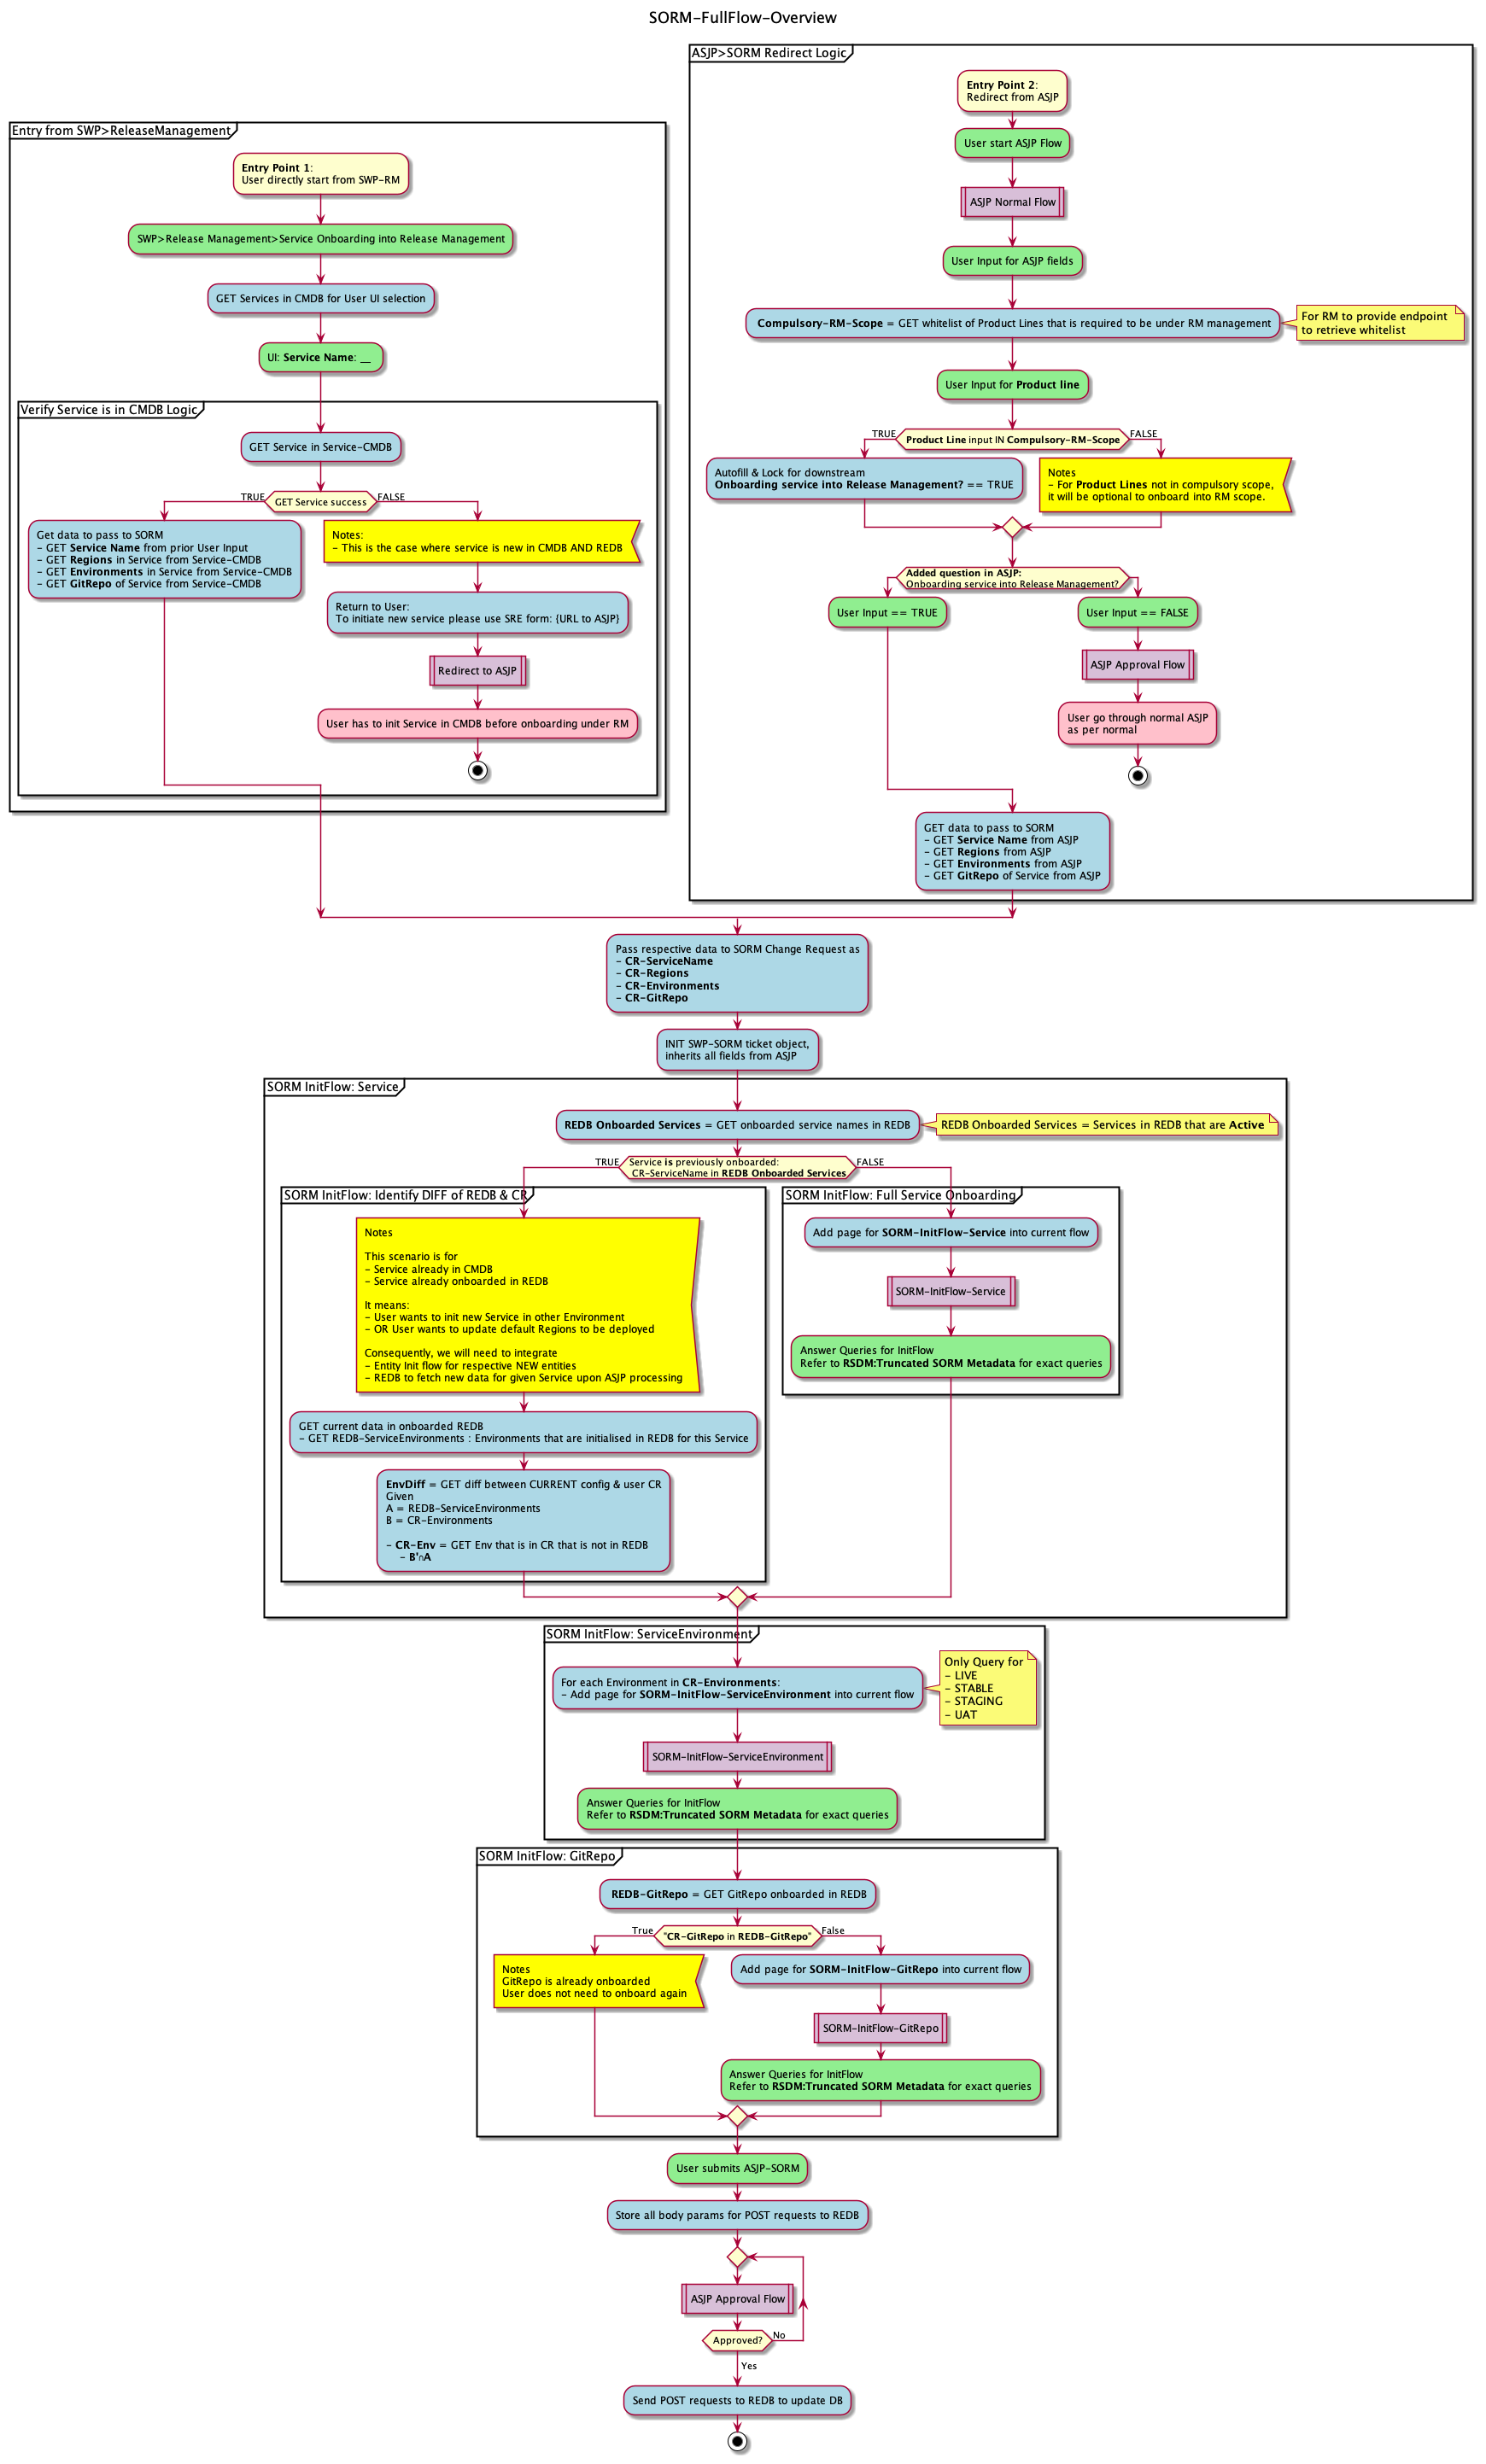 SORM-FullFlow-Overview
Entry from SWP>ReleaseManagement
Entry Point 1:
User directly start from SWP-RM
SWP>Release Management>Service Onboarding into Release Management
GET Services in CMDB for User UI selection
UI: Service Name: __
Verify Service is in CMDB Logic
GET Service in Service-CMDB
GET Service success
TRUE
FALSE
Get data to pass to SORM
- GET Service Name from prior User Input
- GET Regions in Service from Service-CMDB
- GET Environments in Service from Service-CMDB
- GET GitRepo of Service from Service-CMDB
Notes:
- This is the case where service is new in CMDB AND REDB
Return to User:
To initiate new service please use SRE form: {URL to ASJP}
Redirect to ASJP
User has to init Service in CMDB before onboarding under RM
ASJP>SORM Redirect Logic
Entry Point 2:
Redirect from ASJP
User start ASJP Flow
ASJP Normal Flow
User Input for ASJP fields
Compulsory-RM-Scope = GET whitelist of Product Lines that is required to be under RM management
For RM to provide endpoint
to retrieve whitelist
User Input for Product line
Product Line input IN Compulsory-RM-Scope
TRUE
FALSE
Autofill & Lock for downstream
Onboarding service into Release Management? == TRUE
Notes
- For Product Lines not in compulsory scope,
it will be optional to onboard into RM scope.
Added question in ASJP:
Onboarding service into Release Management?
User Input == TRUE
User Input == FALSE
ASJP Approval Flow
User go through normal ASJP
as per normal
GET data to pass to SORM
- GET Service Name from ASJP
- GET Regions from ASJP
- GET Environments from ASJP
- GET GitRepo of Service from ASJP
Pass respective data to SORM Change Request as
- CR-ServiceName
- CR-Regions
- CR-Environments
- CR-GitRepo
INIT SWP-SORM ticket object,
inherits all fields from ASJP
SORM InitFlow: Service
REDB Onboarded Services = GET onboarded service names in REDB
REDB Onboarded Services = Services in REDB that are Active
Service is previously onboarded:
CR-ServiceName in REDB Onboarded Services
TRUE
FALSE
SORM InitFlow: Identify DIFF of REDB & CR
Notes
This scenario is for
- Service already in CMDB
- Service already onboarded in REDB
It means:
- User wants to init new Service in other Environment
- OR User wants to update default Regions to be deployed
Consequently, we will need to integrate
- Entity Init flow for respective NEW entities
- REDB to fetch new data for given Service upon ASJP processing
GET current data in onboarded REDB
- GET REDB-ServiceEnvironments : Environments that are initialised in REDB for this Service
EnvDiff = GET diff between CURRENT config & user CR
Given
A = REDB-ServiceEnvironments
B = CR-Environments
- CR-Env = GET Env that is in CR that is not in REDB
- B'∩A
SORM InitFlow: Full Service Onboarding
Add page for SORM-InitFlow-Service into current flow
SORM-InitFlow-Service
Answer Queries for InitFlow
Refer to RSDM:Truncated SORM Metadata for exact queries
SORM InitFlow: ServiceEnvironment
For each Environment in CR-Environments:
- Add page for SORM-InitFlow-ServiceEnvironment into current flow
Only Query for
- LIVE
- STABLE
- STAGING
- UAT
SORM-InitFlow-ServiceEnvironment
Answer Queries for InitFlow
Refer to RSDM:Truncated SORM Metadata for exact queries
SORM InitFlow: GitRepo
REDB-GitRepo = GET GitRepo onboarded in REDB
"CR-GitRepo in REDB-GitRepo"
True
False
Notes
GitRepo is already onboarded
User does not need to onboard again
Add page for SORM-InitFlow-GitRepo into current flow
SORM-InitFlow-GitRepo
Answer Queries for InitFlow
Refer to RSDM:Truncated SORM Metadata for exact queries
User submits ASJP-SORM
Store all body params for POST requests to REDB
ASJP Approval Flow
Approved?
No
Yes
Send POST requests to REDB to update DB